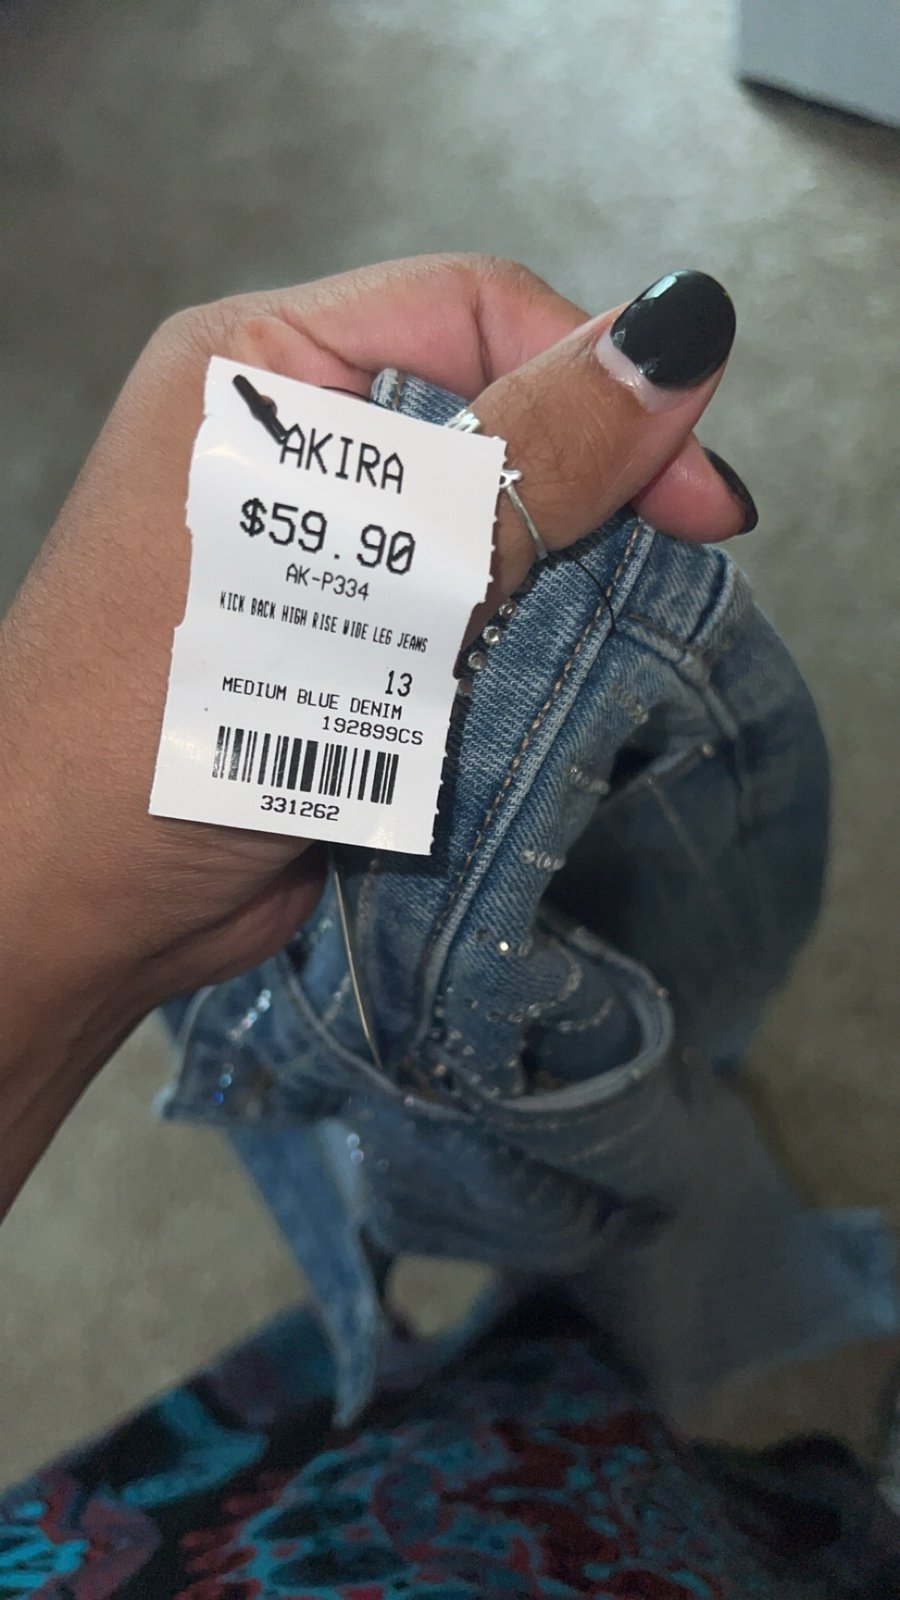 AKIRA
$59.90
AK-P334
KICK BACK HIGH RISE WIDE LEG JEANS
13
MEDIUM BLUE DENIM
192899CS
331262